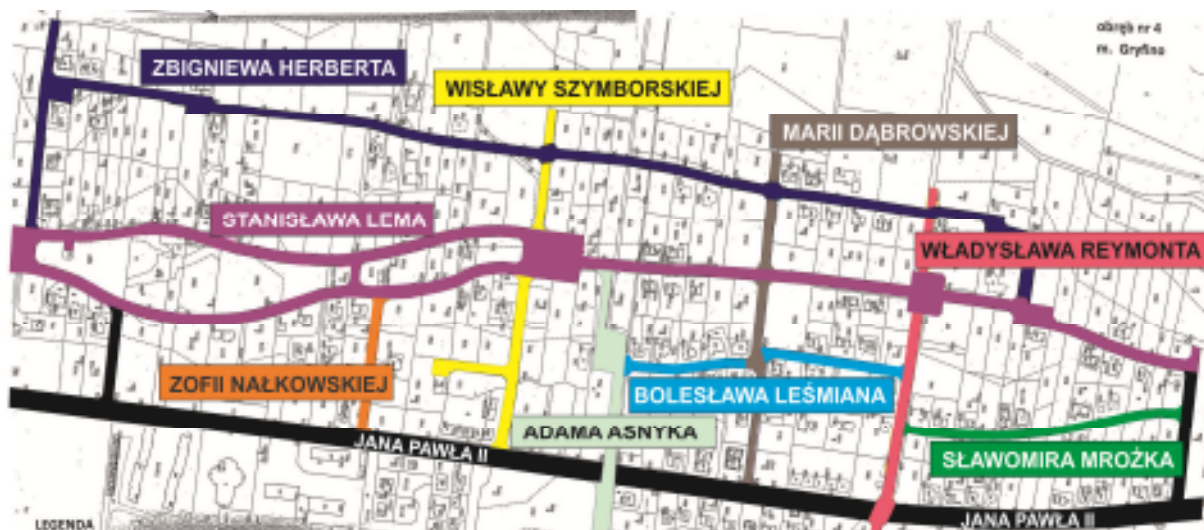 obręb nr 4
m. Gryfino
ZBIGNIEWA HERBERTA
WISŁAWY SZYMBORSKIEJ
MARII DĄBROWSKIEJ
STANISŁAWA LEMA
WŁADYSŁAWA REYMONTA
ZOFII NAŁKOWSKIEJ
BOLESŁAWA LEŚMIANA
ADAMA ASNYKA
JANA PAWŁA II
SŁAWOMIRA MROŻKA
JANA PAWŁA II
LEGENDA